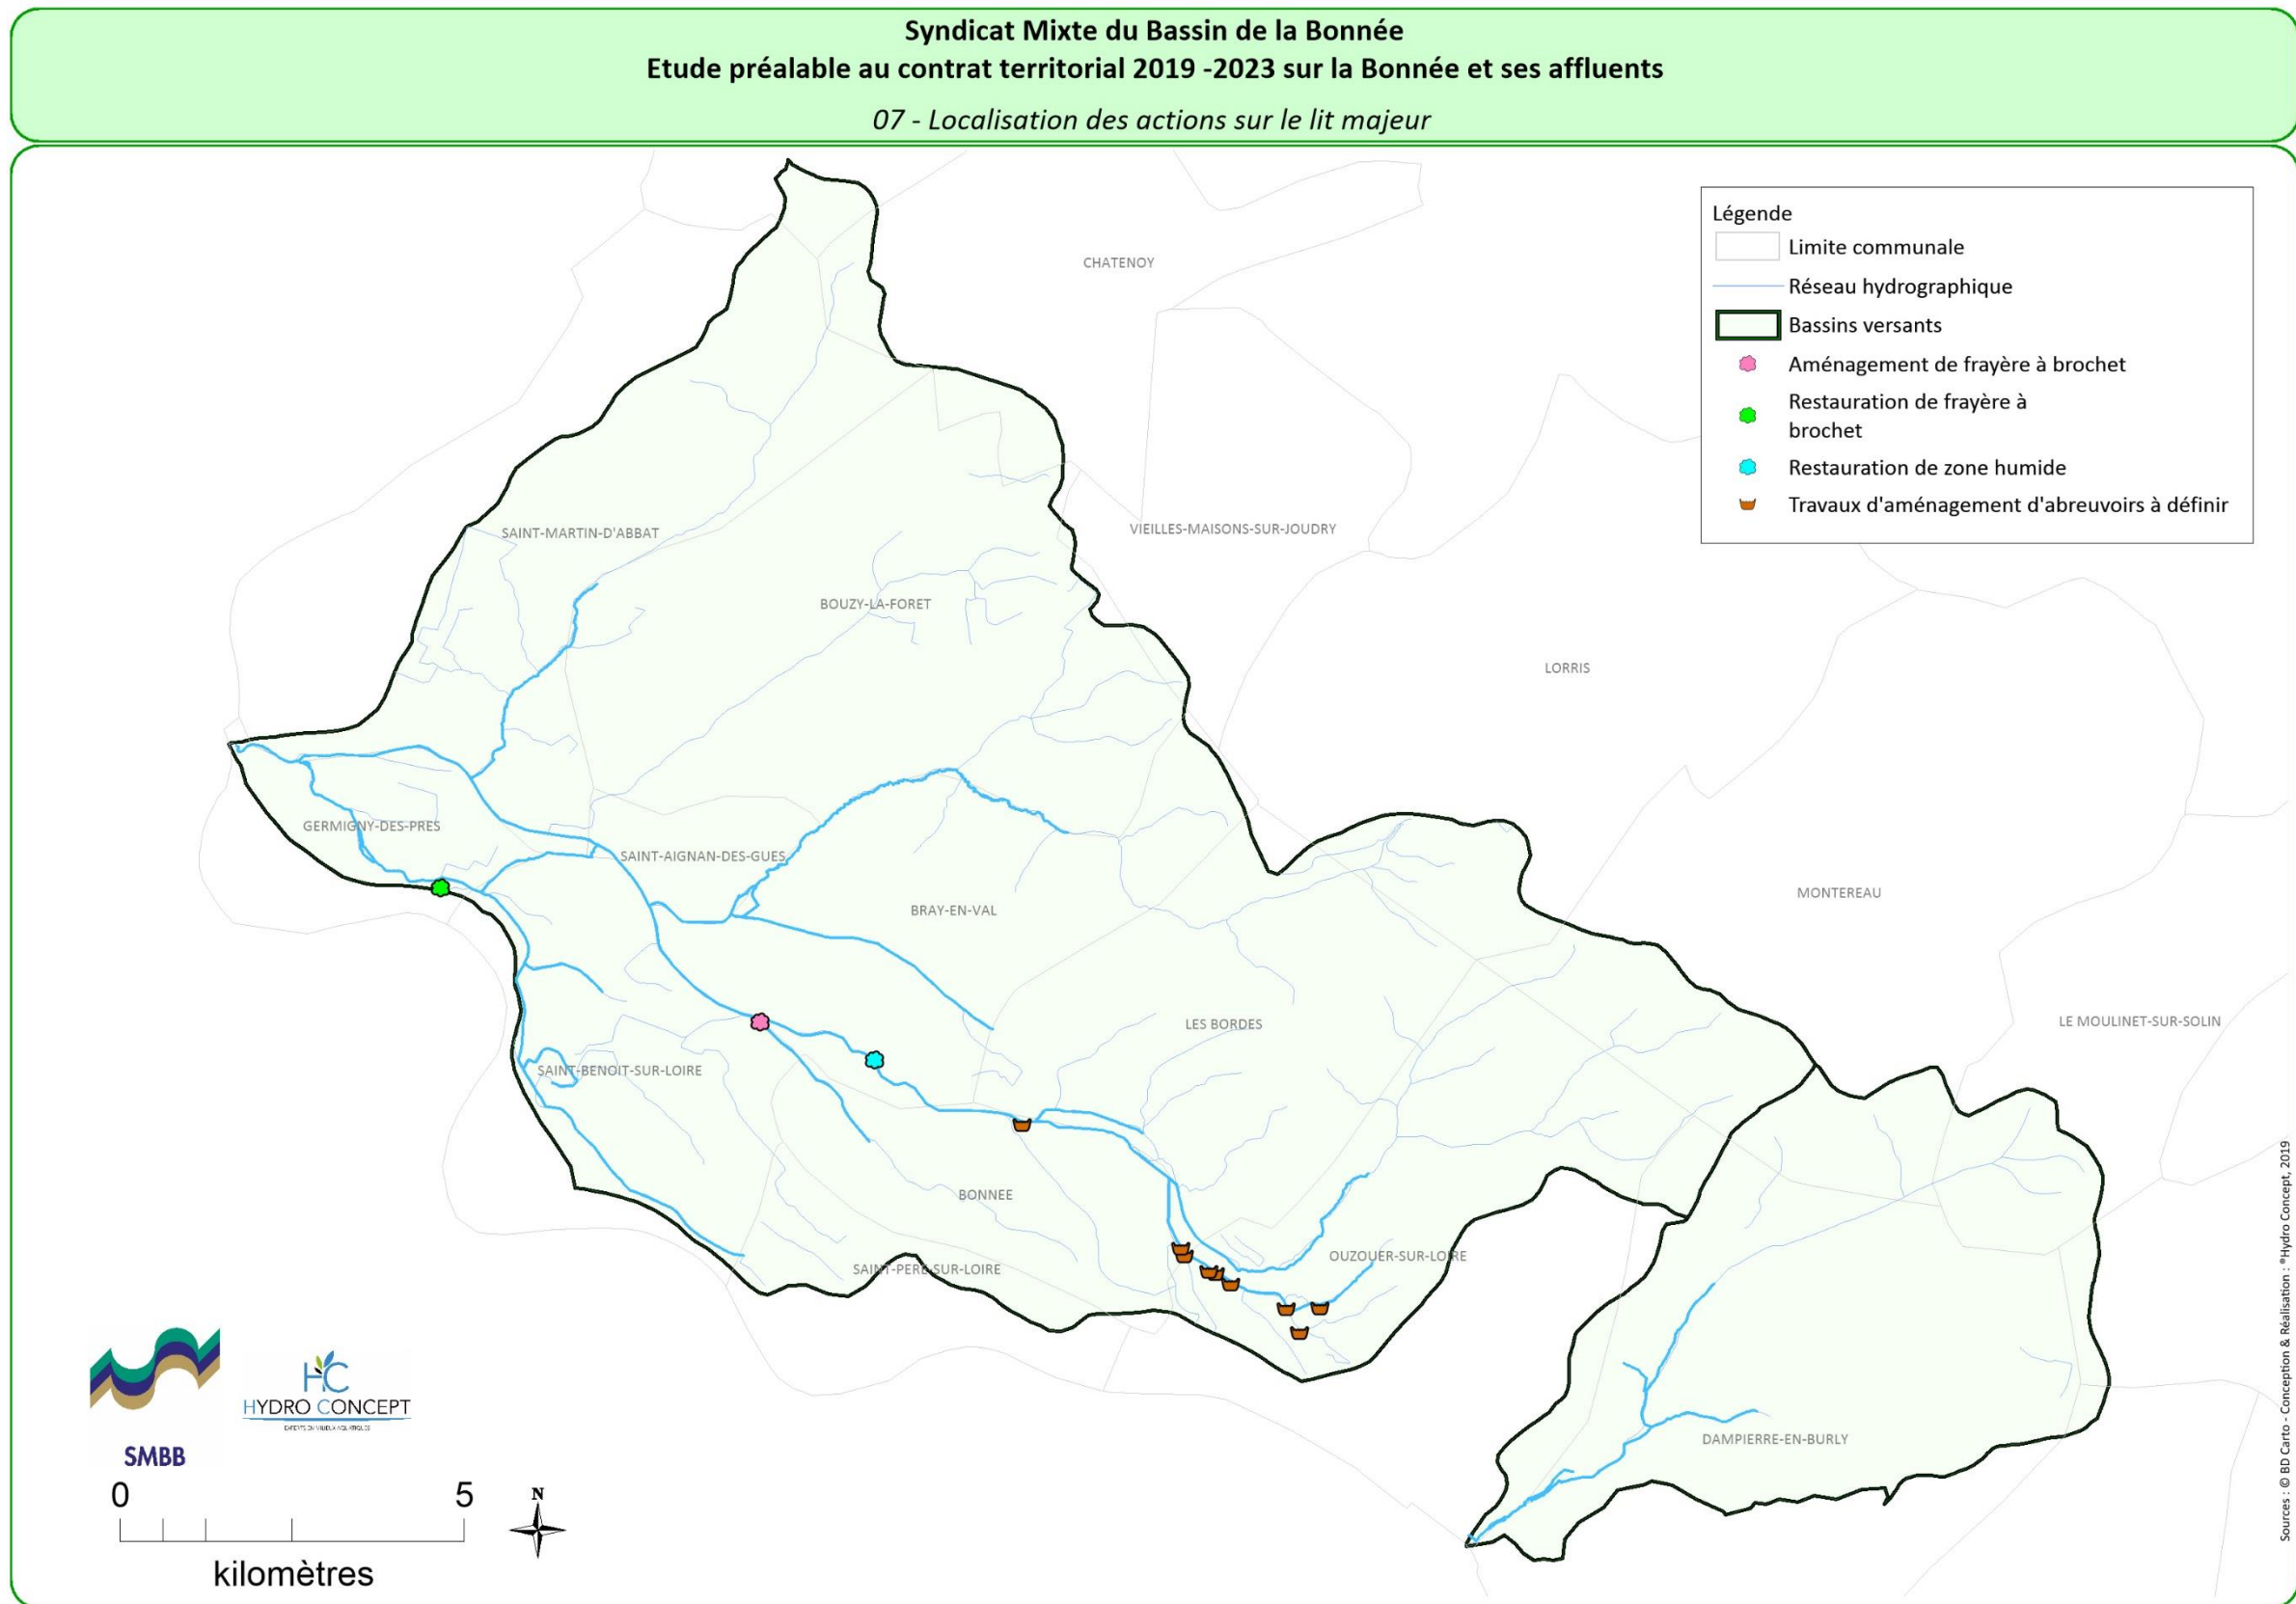 Syndicat Mixte du Bassin de la Bonnée
Etude préalable au contrat territorial 2019 -2023 sur la Bonnée et ses affluents
07 - Localisation des actions sur le lit majeur
Légende
Limite communale
Réseau hydrographique
Bassins versants
Aménagement de frayère à brochet
Restauration de frayère à
brochet
Restauration de zone humide
Travaux d'aménagement d'abreuvoirs à définir
CHATENOY
SAINT-MARTIN-D'ABBAT
VIEILLES-MAISONS-SUR-JOUDRY
BOUZY-LA-FORET
LORRIS
GERMIGNY-DES-PRES
SAINT-AIGNAN-DES-GUES
BRAY-EN-VAL
MONTEREAU
LES BORDES
LE MOULINET-SUR-SOLIN
SAINT-BENOIT-SUR-LOIRE
BONNEE
OUZOUER-SUR-LOIRE
SAINT-PERE-SUR-LOIRE
DAMPIERRE-EN-BURLY
HC
HYDRO CONCEPT
EXPERTS EN MILIEUX AQUATIQUES
SMBB
0 5
kilomètres
N
Sources : © BD Carto - Conception & Réalisation : °Hydro Concept, 2019